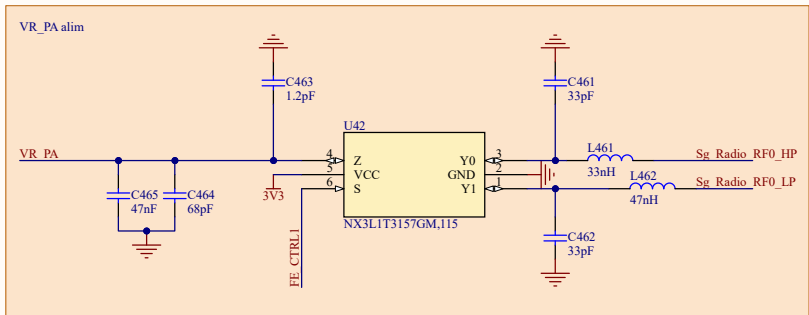 VR_PA alim
C463
1.2pF
C461
33pF
U42
VR_PA
4
Z
Y0
3
L461
33nH
Sg_Radio_RF0_HP
5
VCC
GND
2
L462
47nH
Sg_Radio_RF0_LP
6
S
Y1
1
3V3
C465
47nF
C464
68pF
NX3L1T3157GM,115
C462
33pF
FE_CTRL1